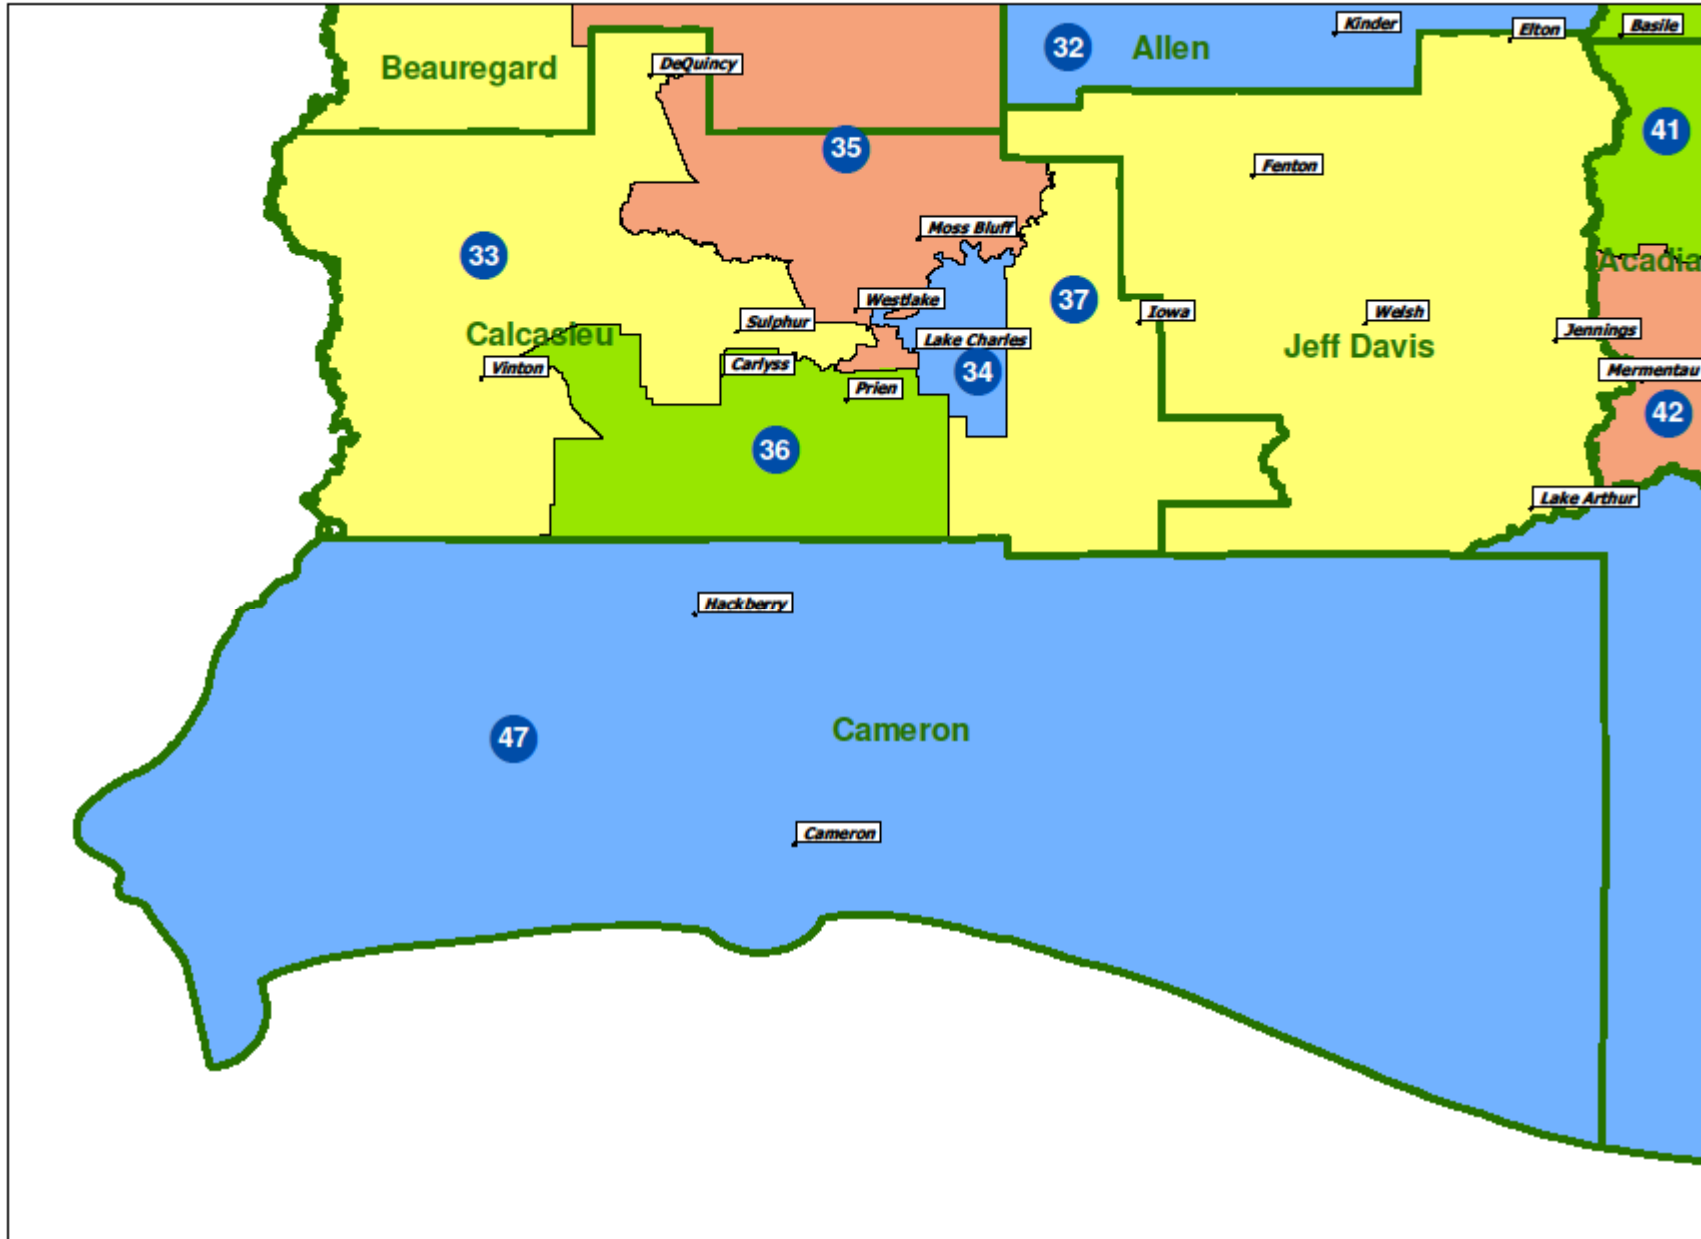 Kinder
Elton
Basile
32
Allen
DeQuincy
Beauregard
41
35
Fenton
Moss Bluff
33
Acadia
37
Westlake
Iowa
Welsh
Sulphur
Calcasieu
Jennings
Lake Charles
Jeff Davis
Vinton
Carlyss
34
Mermentau
Prien
42
36
Lake Arthur
Hackberry
47
Cameron
Cameron